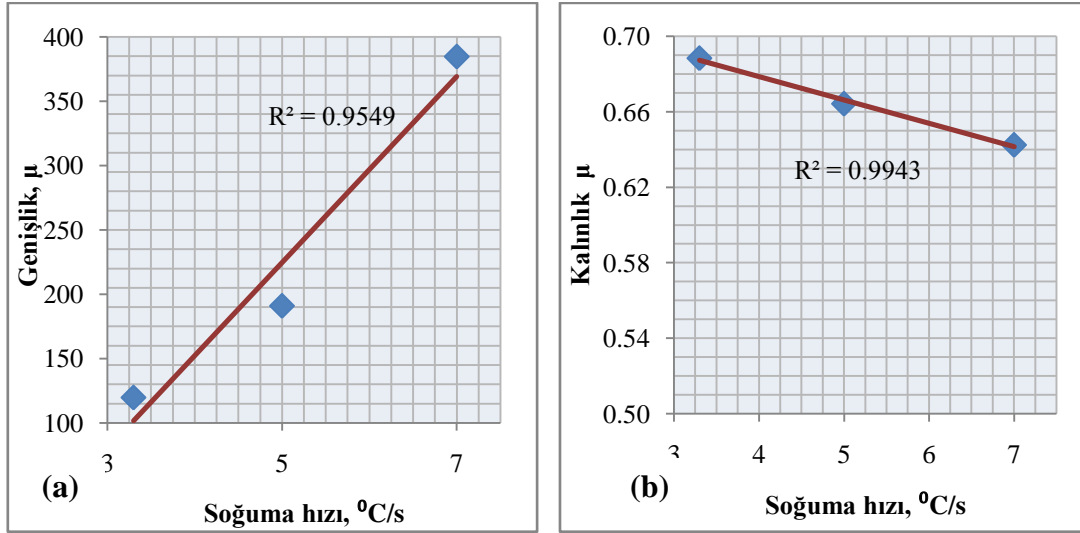 400
350
300
250
200
150
100
Genişlik, μ
R² = 0.9549
3 5 7
(a)
Soğuma hızı, ⁰C/s
0.70
0.66
0.62
0.58
0.54
0.50
Kalınlık μ
R² = 0.9943
3 4 5 6 7
(b)
Soğuma hızı, ⁰C/s